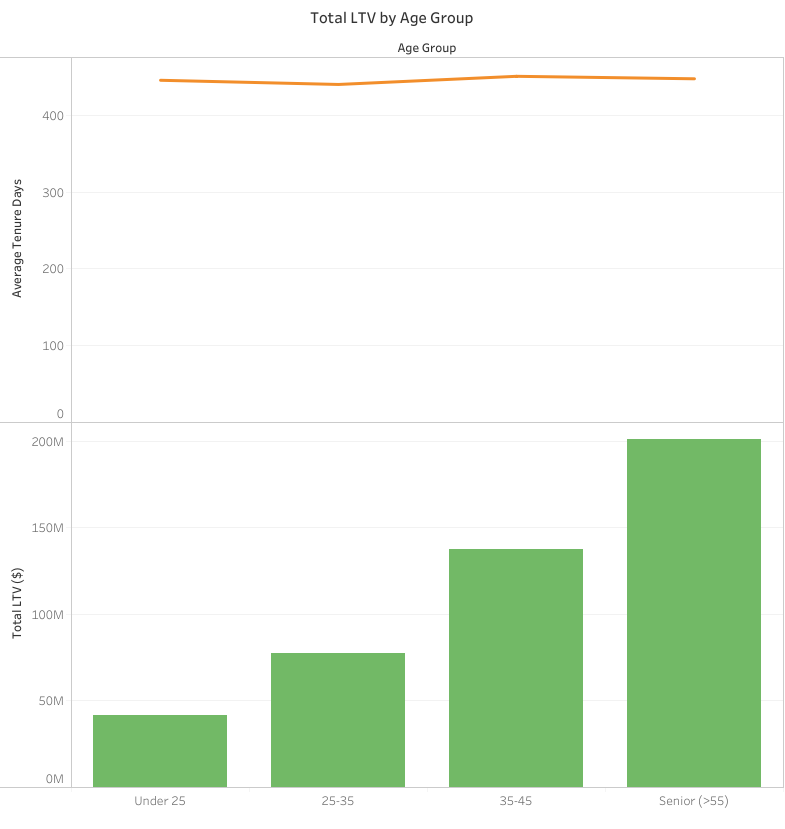 Total LTV by Age Group
Age Group
Average Tenure Days
400
300
200
100
0
Total LTV ($)
200M
150M
100M
50M
0M
Under 25
25-35
35-45
Senior (>55)